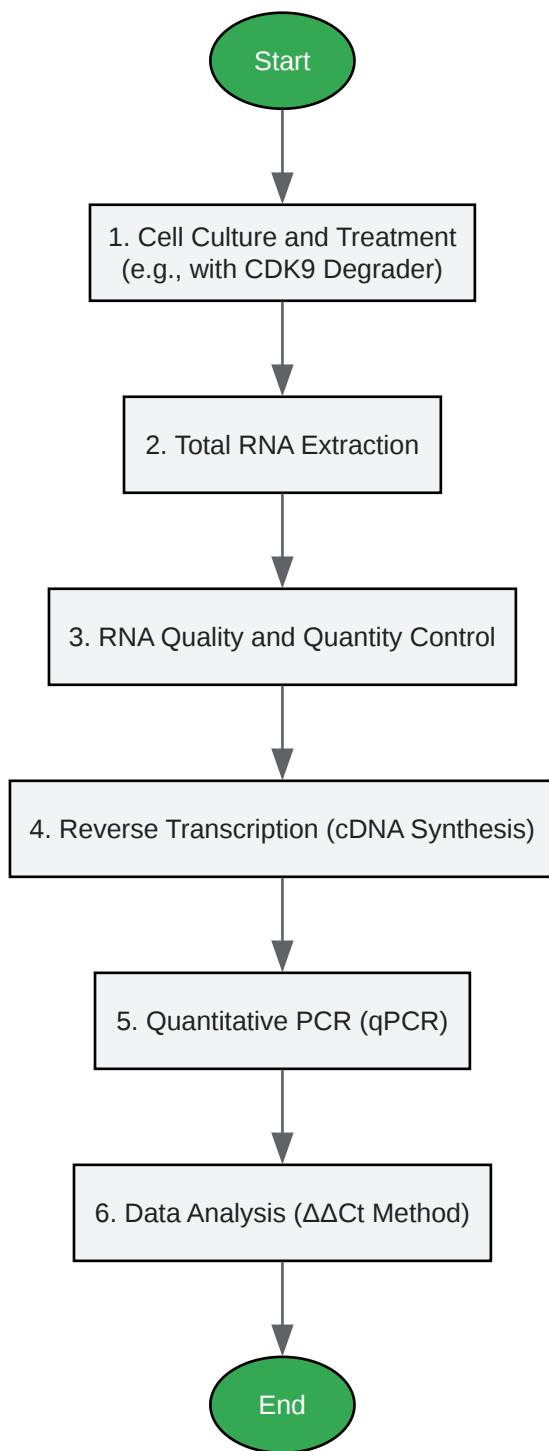 Start
1. Cell Culture and Treatment
(e.g., with CDK9 Degrader)
2. Total RNA Extraction
3. RNA Quality and Quantity Control
4. Reverse Transcription (cDNA Synthesis)
5. Quantitative PCR (qPCR)
6. Data Analysis (ΔΔCt Method)
End